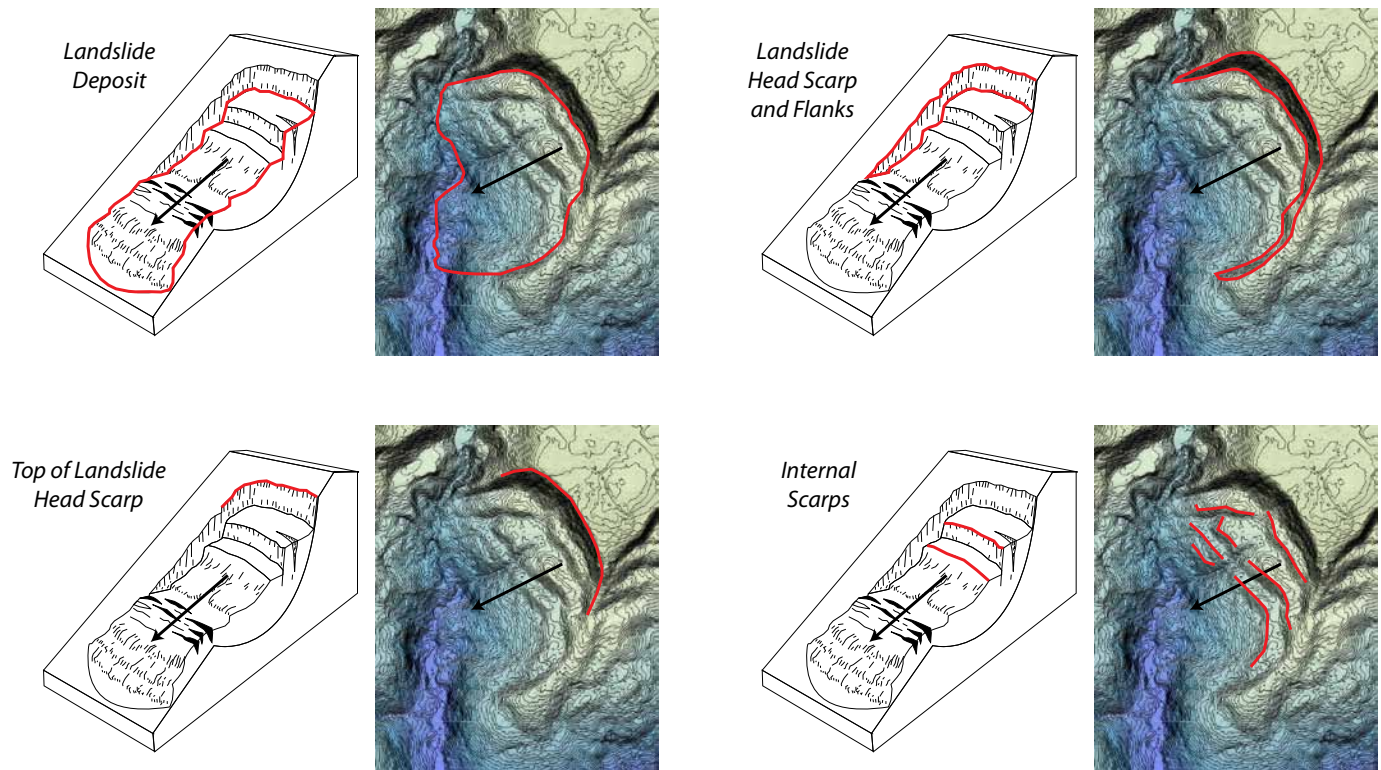 Landslide
Deposit
Landslide
Head Scarp
and Flanks
Top of Landslide
Head Scarp
Internal
Scarps